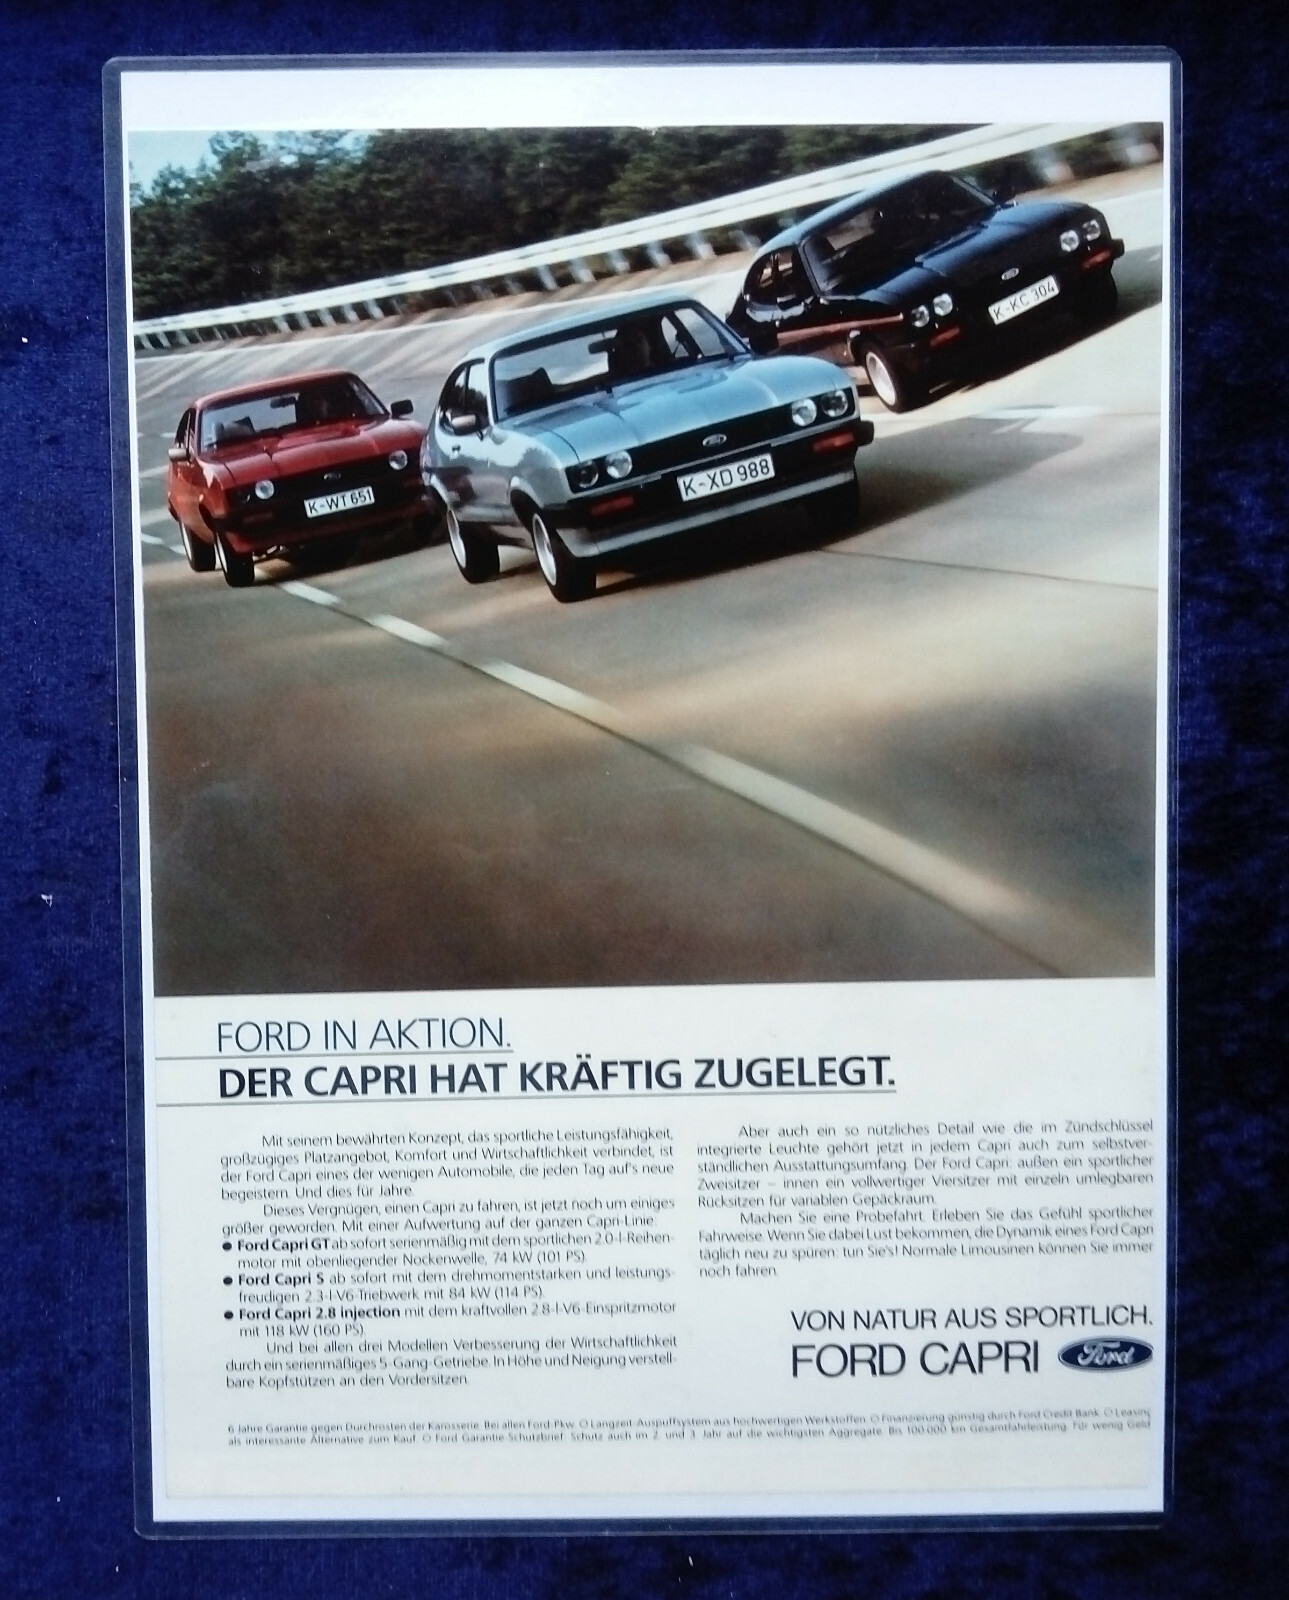 K-KC 304
K-XD 988
K-WT 651
FORD IN AKTION.
DER CAPRI HAT KRÄFTIG ZUGELEGT.
Mit seinem bewährten Konzept, das sportliche Leistungsfähigkeit,
großzügiges Platzangebot, Komfort und Wirtschaftlichkeit verbindet, ist
der Ford Capri eines der wenigen Automobile, die jeden Tag auf's neue
begeistern. Und dies für Jahre.
Dieses Vergnügen, einen Capri zu fahren, ist jetzt noch um einiges
größer geworden. Mit einer Aufwertung auf der ganzen Capri-Linie:
● Ford Capri GT ab sofort serienmäßig mit dem sportlichen 2.0-l-Reihen-
motor mit obenliegender Nockenwelle, 74 kW (101 PS).
● Ford Capri S ab sofort mit dem drehmomentstarken und leistungs-
freudigen 2.3-l-V6-Triebwerk mit 84 kW (114 PS).
● Ford Capri 2.8 injection mit dem kraftvollen 2.8-l-V6-Einspritzmotor
mit 118 kW (160 PS).
Und bei allen drei Modellen Verbesserung der Wirtschaftlichkeit
durch ein serienmäßiges 5-Gang-Getriebe. In Höhe und Neigung verstell-
bare Kopfstützen an den Vordersitzen.
Aber auch ein so nützliches Detail wie die im Zündschlüssel
integrierte Leuchte gehört jetzt in jedem Capri auch zum selbstver-
ständlichen Ausstattungsumfang. Der Ford Capri: außen ein sportlicher
Zweisitzer – innen ein vollwertiger Viersitzer mit einzeln umlegbaren
Rücksitzen für variablen Gepäckraum.
Machen Sie eine Probefahrt. Erleben Sie das Gefühl sportlicher
Fahrweise. Wenn Sie dabei Lust bekommen, die Dynamik eines Ford Capri
täglich neu zu spüren: tun Sie's! Normale Limousinen können Sie immer
noch fahren.
VON NATUR AUS SPORTLICH.
FORD CAPRI Ford
6 Jahre Garantie gegen Durchrosten der Karosserie. Bei allen Ford-Pkw. O Langzeit-Auspuffsystem aus hochwertigen Werkstoffen. O Finanzierung günstig durch Ford Credit Bank. O Leasing
als interessante Alternative zum Kauf. O Ford Garantie-Schutzbrief: Schutz auch im 2. und 3. Jahr auf die wichtigsten Aggregate. Bis 100.000 km Gesamtfahrleistung. Für wenig Geld